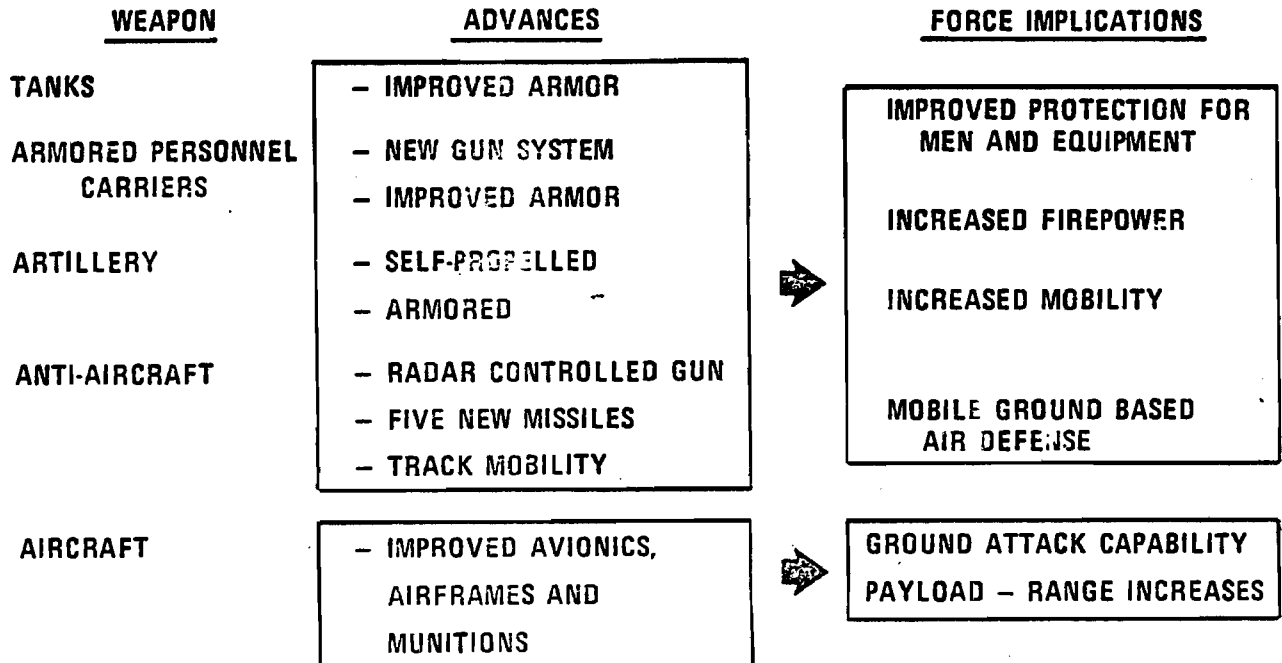 WEAPON ADVANCES FORCE IMPLICATIONS
TANKS
ARMORED PERSONNEL
CARRIERS
ARTILLERY
ANTI-AIRCRAFT
– IMPROVED ARMOR
– NEW GUN SYSTEM
– IMPROVED ARMOR
– SELF-PROPELLED
– ARMORED
– RADAR CONTROLLED GUN
– FIVE NEW MISSILES
– TRACK MOBILITY
IMPROVED PROTECTION FOR
MEN AND EQUIPMENT
INCREASED FIREPOWER
INCREASED MOBILITY
MOBILE GROUND BASED
AIR DEFENSE
AIRCRAFT
– IMPROVED AVIONICS,
AIRFRAMES AND
MUNITIONS
GROUND ATTACK CAPABILITY
PAYLOAD – RANGE INCREASES